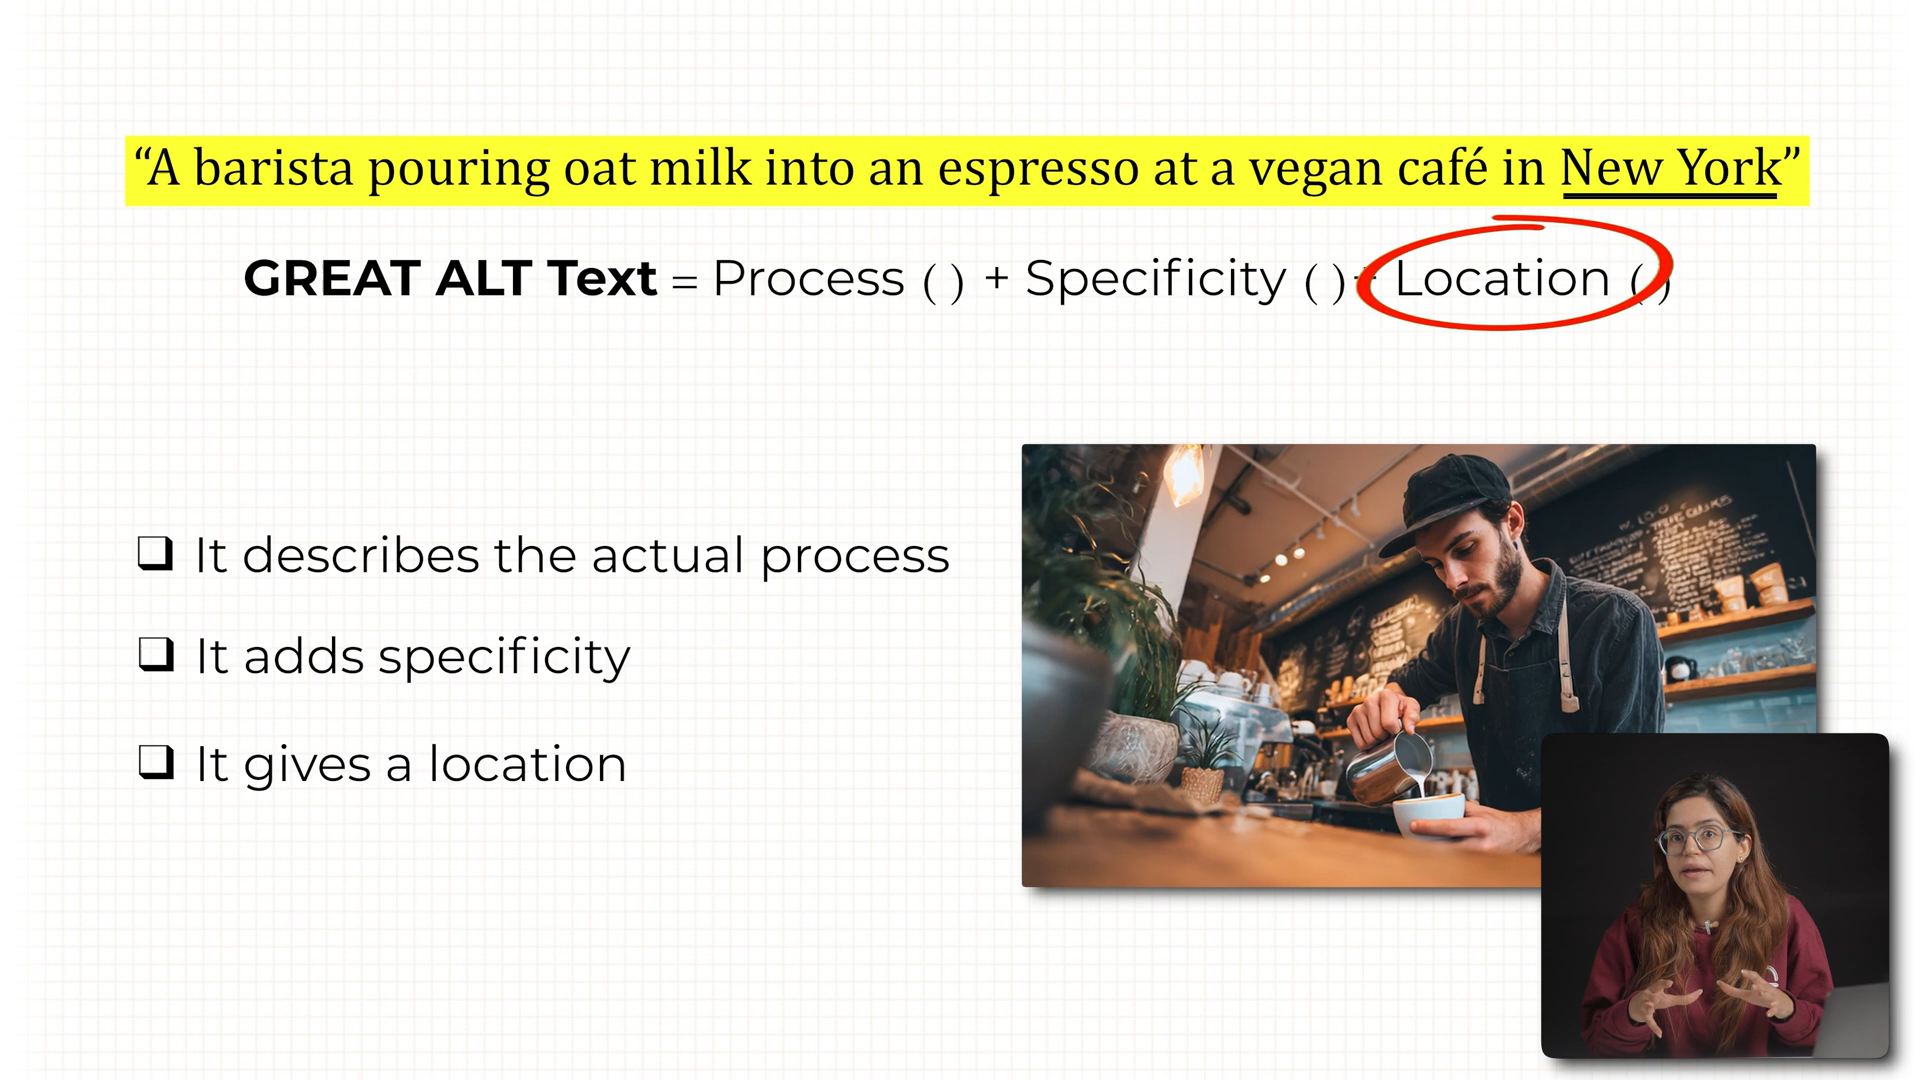 “A barista pouring oat milk into an espresso at a vegan café in New York”
GREAT ALT Text = Process ( ) + Specificity ( ) + Location ( )
❑ It describes the actual process
❑ It adds specificity
❑ It gives a location